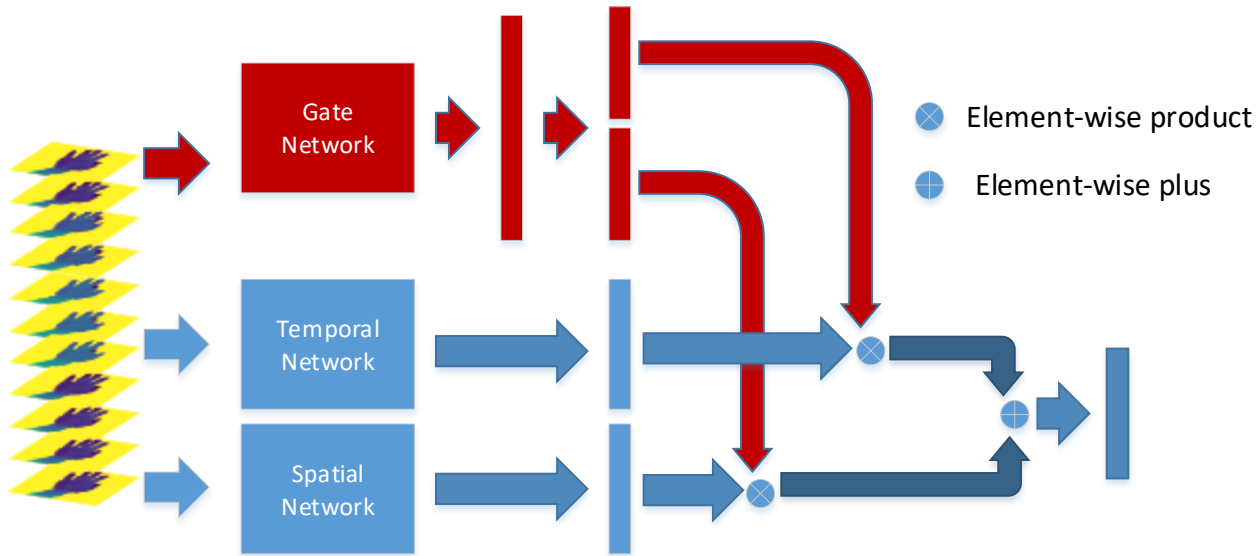 Gate
Network
Element-wise product
Element-wise plus
Temporal
Network
Spatial
Network